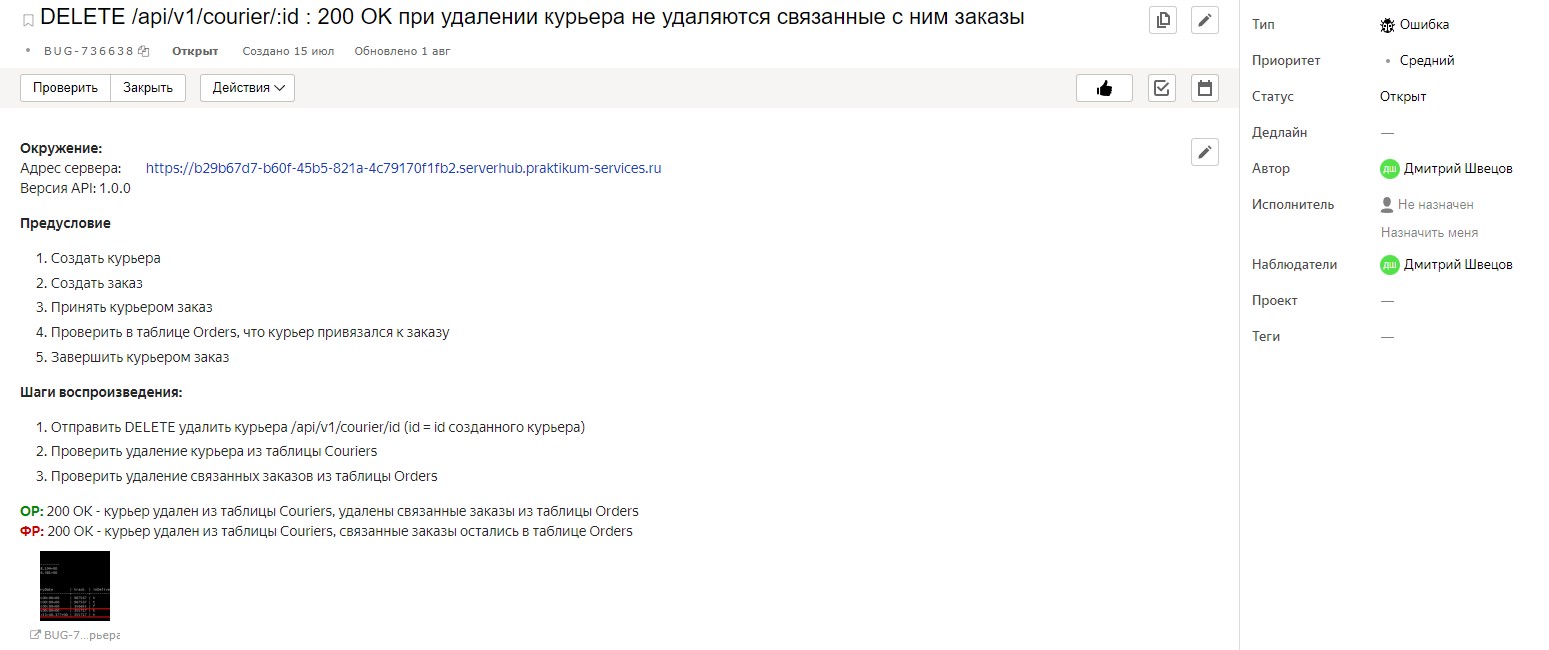 DELETE /api/v1/courier/:id : 200 OK при удалении курьера не удаляются связанные с ним заказы
BUG-736638 Открыт Создано 15 июл Обновлено 1 авг
Проверить Закрыть Действия
Окружение:
Адрес сервера: https://b29b67d7-b60f-45b5-821a-4c79170f1fb2.serverhub.praktikum-services.ru
Версия API: 1.0.0
Предусловие
1. Создать курьера
2. Создать заказ
3. Принять курьером заказ
4. Проверить в таблице Orders, что курьер привязался к заказу
5. Завершить курьером заказ
Шаги воспроизведения:
1. Отправить DELETE удалить курьера /api/v1/courier/id (id = id созданного курьера)
2. Проверить удаление курьера из таблицы Couriers
3. Проверить удаление связанных заказов из таблицы Orders
ОР: 200 OK - курьер удален из таблицы Couriers, удалены связанные заказы из таблицы Orders
ФР: 200 OK - курьер удален из таблицы Couriers, связанные заказы остались в таблице Orders
BUG-7...рьера
Тип Ошибка
Приоритет Средний
Статус Открыт
Дедлайн —
Автор ДШ Дмитрий Швецов
Исполнитель Не назначен
Назначить меня
Наблюдатели ДШ Дмитрий Швецов
Проект —
Теги —